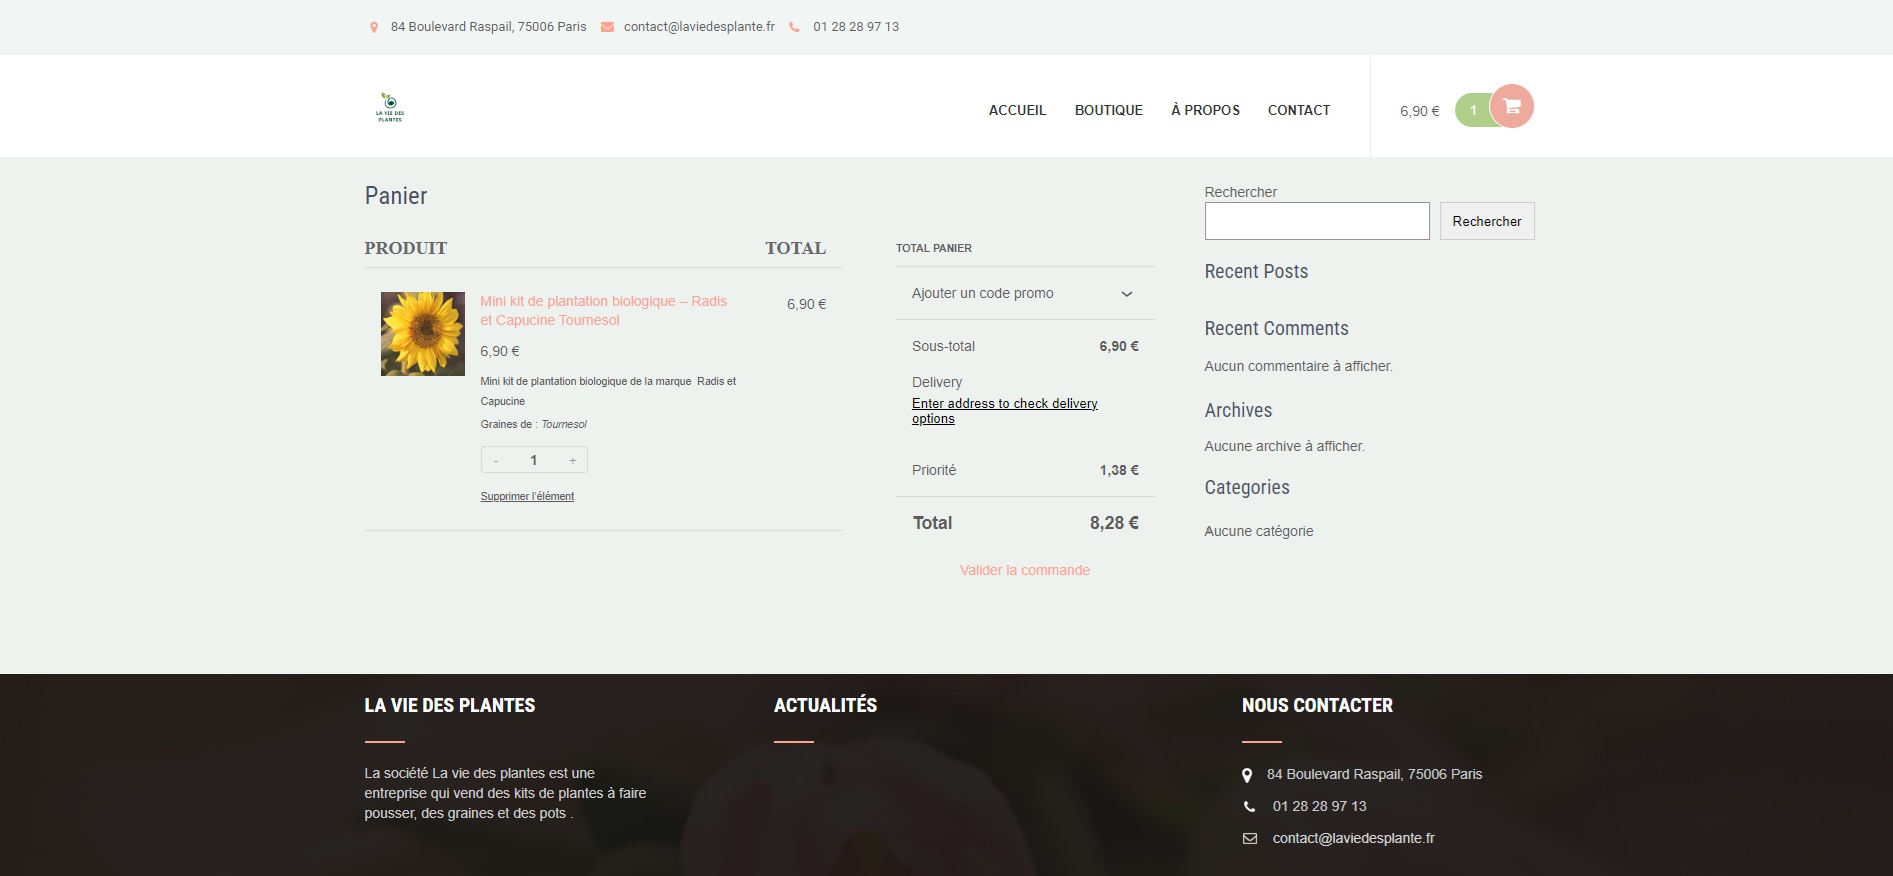 84 Boulevard Raspail, 75006 Paris contact@laviedesplante.fr 01 28 28 97 13
LA VIE DES
PLANTES
ACCUEIL BOUTIQUE À PROPOS CONTACT 6,90 € 1
Panier
PRODUIT TOTAL
Mini kit de plantation biologique – Radis
et Capucine Tournesol
6,90 €
6,90 €
Mini kit de plantation biologique de la marque Radis et
Capucine
Graines de : Tournesol
- 1 +
Supprimer l’élément
TOTAL PANIER
Ajouter un code promo
Sous-total 6,90 €
Delivery
Enter address to check delivery
options
Priorité 1,38 €
Total 8,28 €
Valider la commande
Rechercher
Rechercher
Recent Posts
Recent Comments
Aucun commentaire à afficher.
Archives
Aucune archive à afficher.
Categories
Aucune catégorie
LA VIE DES PLANTES
La société La vie des plantes est une
entreprise qui vend des kits de plantes à faire
pousser, des graines et des pots .
ACTUALITÉS
NOUS CONTACTER
84 Boulevard Raspail, 75006 Paris
01 28 28 97 13
contact@laviedesplante.fr